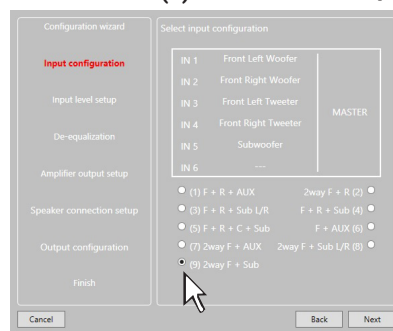 Configuration wizard
Input configuration
Input level setup
De-equalization
Amplifier output setup
Speaker connection setup
Output configuration
Finish
Select input configuration
IN 1 Front Left Woofer
IN 2 Front Right Woofer
IN 3 Front Left Tweeter
IN 4 Front Right Tweeter
IN 5 Subwoofer
IN 6 ---
MASTER
(1) F + R + AUX 2way F + R (2)
(3) F + R + Sub L/R F + R + Sub (4)
(5) F + R + C + Sub F + AUX (6)
(7) 2way F + AUX 2way F + Sub L/R (8)
(9) 2way F + Sub
Cancel Back Next